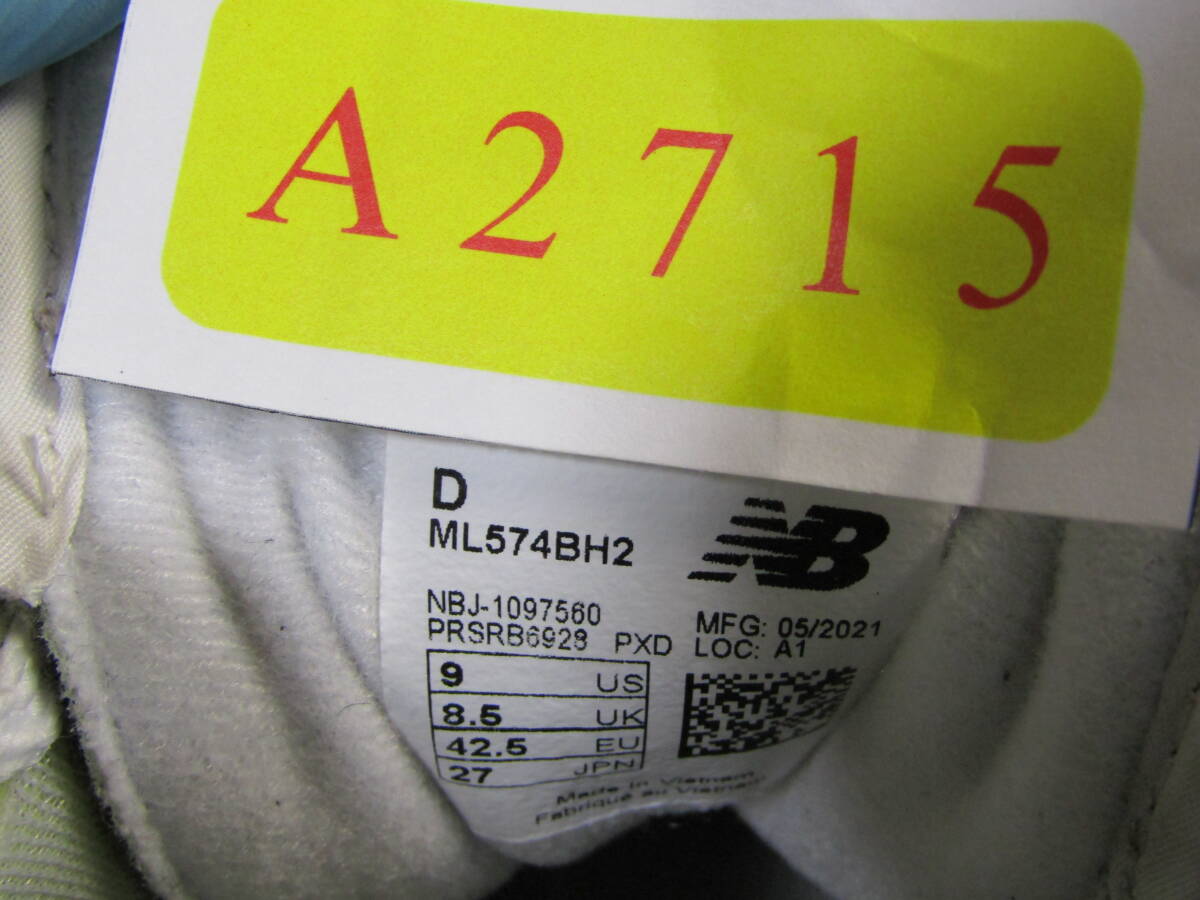 A2715
D
ML574BH2
NB
NBJ-1097560
PRSRB6928 PXD
MFG: 05/2021
LOC: A1
9 US
8.5 UK
42.5 EU
27 JPN
Made in Vietnam
Fabriqué au Vietnam